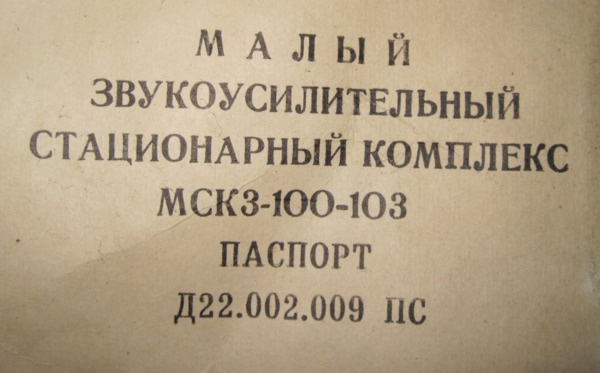 МАЛЫЙ
ЗВУКОУСИЛИТЕЛЬНЫЙ
СТАЦИОНАРНЫЙ КОМПЛЕКС
МСКЗ-100-103
ПАСПОРТ
Д22.002.009 ПС